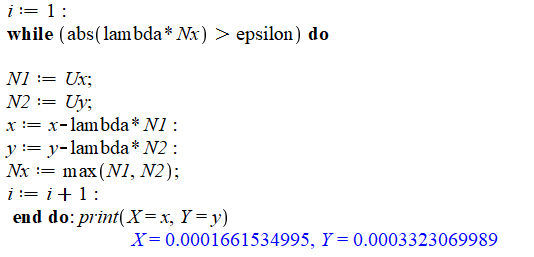 i := 1 :
while (abs(lambda* Nx) > epsilon) do
N1 := Ux;
N2 := Uy;
x := x-lambda* N1 :
y := y-lambda* N2 :
Nx := max(N1, N2);
i := i + 1 :
end do: print(X = x, Y = y)
X = 0.0001661534995, Y = 0.0003323069989